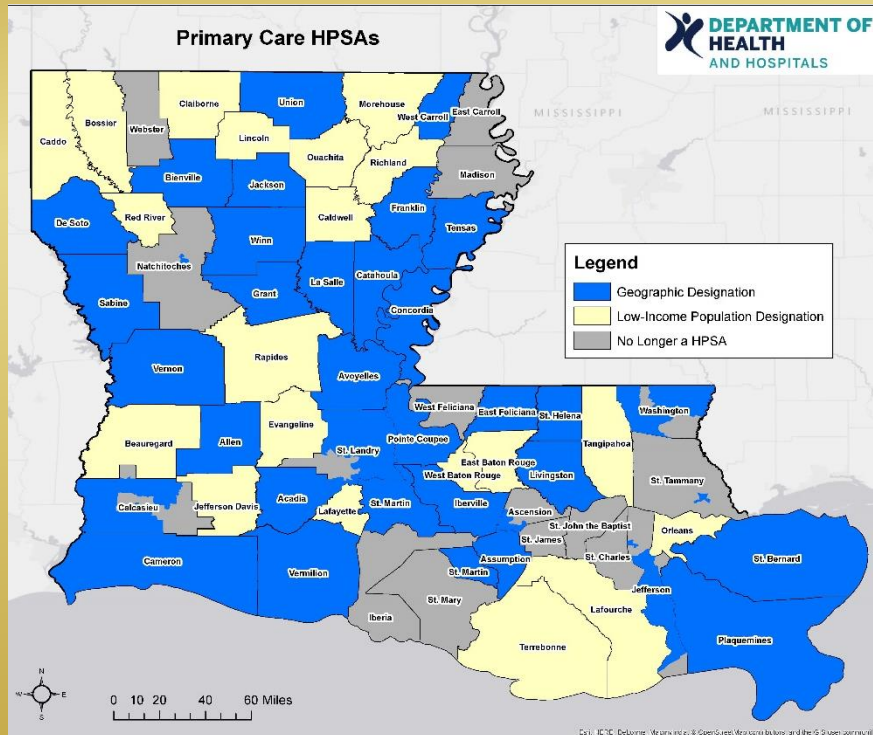 Primary Care HPSAs
DEPARTMENT OF
HEALTH
AND HOSPITALS
MISSISSIPPI
MISSISSIPPI
Union
Morehouse
Claiborne
West Carroll
East Carroll
Bossier
Webster
Lincoln
Caddo
Ouachita
Richland
Madison
Bienville
Jackson
Franklin
De Soto
Red River
Caldwell
Tensas
Winn
Natchitoches
La Salle
Catahoula
Sabine
Grant
Concordia
Legend
Geographic Designation
Low-Income Population Designation
No Longer a HPSA
Rapides
Vernon
Avoyelles
West Feliciana
East Feliciana
St. Helena
Washington
Evangeline
Beauregard
Allen
St. Landry
Pointe Coupee
Tangipahoa
East Baton Rouge
West Baton Rouge
Livingston
St. Tammany
Calcasieu
Jefferson Davis
Acadia
Lafayette
St. Martin
Iberville
Ascension
St. John the Baptist
Orleans
St. James
St. Charles
Cameron
Vermilion
Assumption
St. Martin
St. Bernard
Jefferson
St. Mary
Iberia
Lafourche
Plaquemines
Terrebonne
N
W
E
S
0 10 20 40 60 Miles